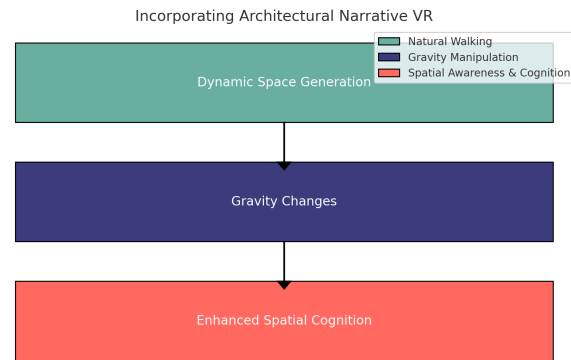 Incorporating Architectural Narrative VR
Natural Walking
Gravity Manipulation
Spatial Awareness & Cognition
Dynamic Space Generation
Gravity Changes
Enhanced Spatial Cognition